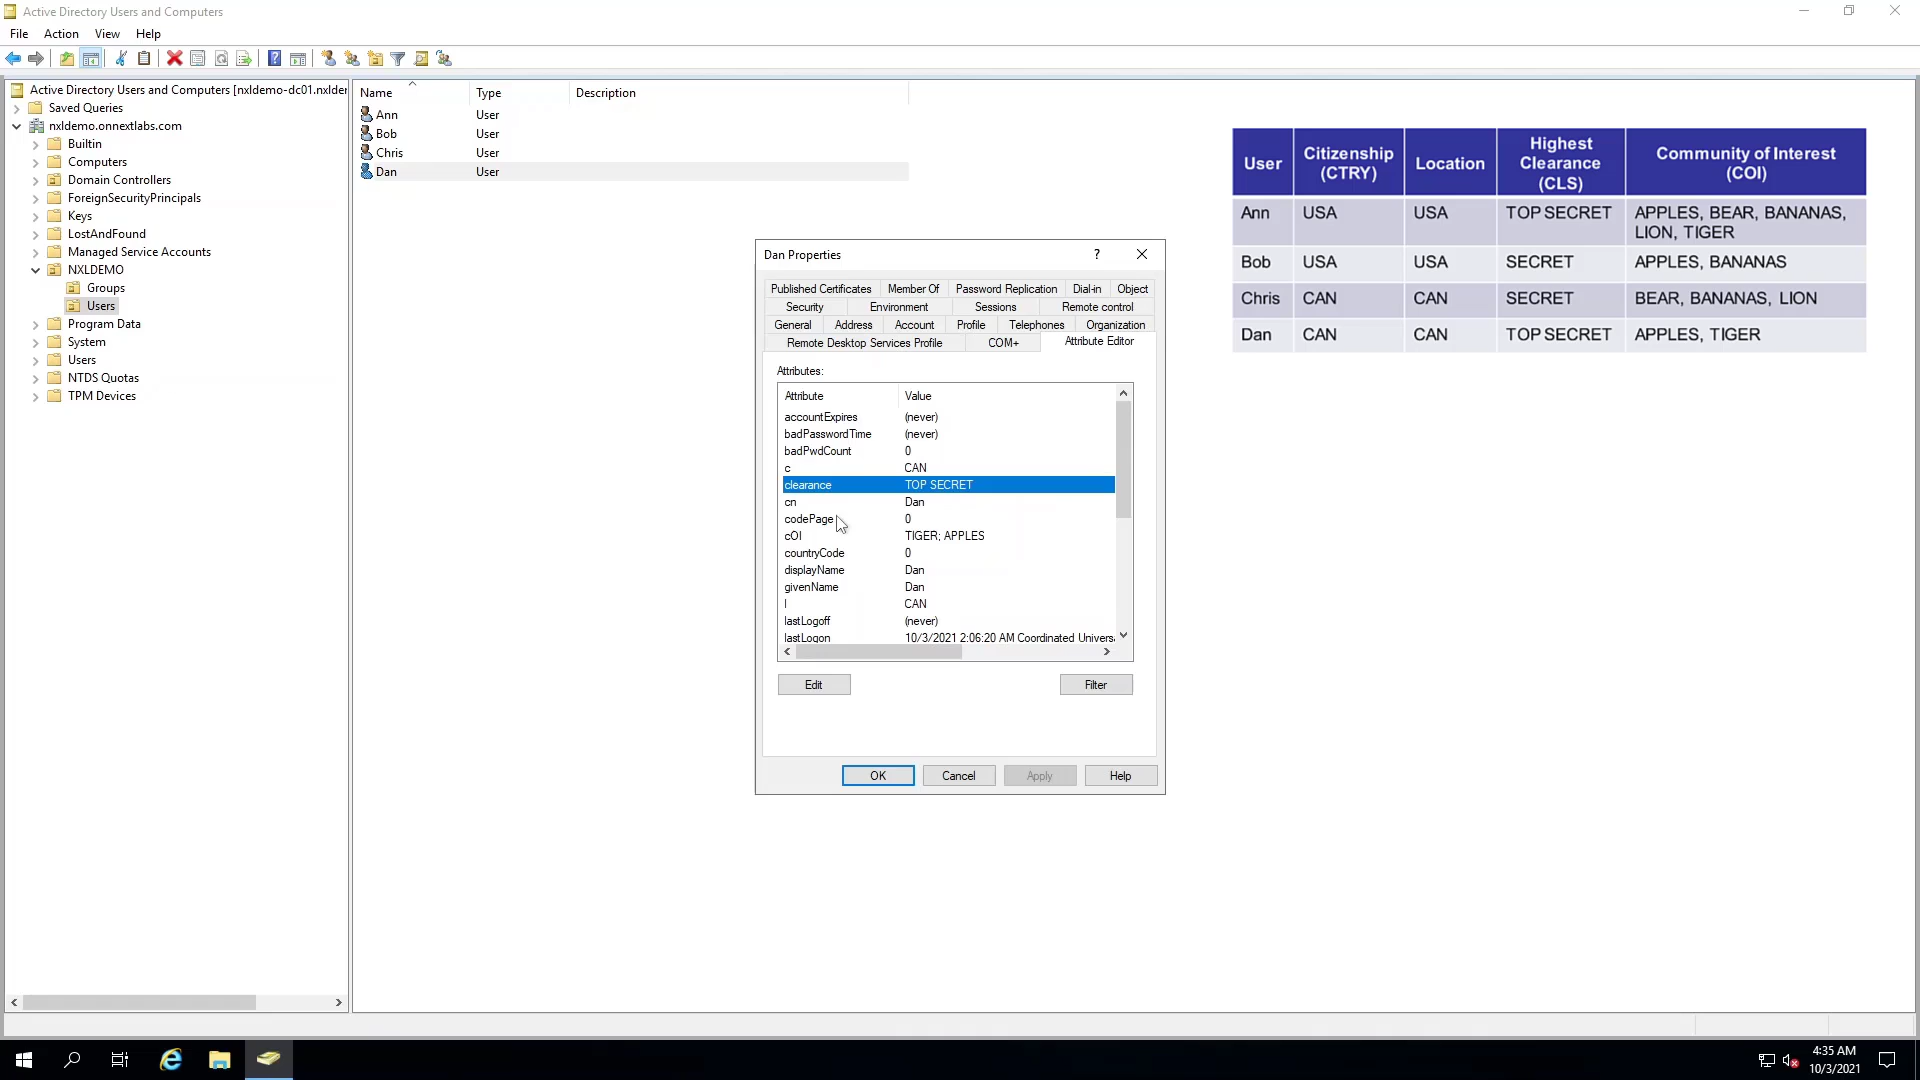 Active Directory Users and Computers
File Action View Help
Active Directory Users and Computers [nxldemo-dc01.nxlder
Saved Queries
nxldemo.onnextlabs.com
Builtin
Computers
Domain Controllers
ForeignSecurityPrincipals
Keys
LostAndFound
Managed Service Accounts
NXLDEMO
Groups
Users
Program Data
System
Users
NTDS Quotas
TPM Devices
Name Type Description
Ann User
Bob User
Chris User
Dan User
User Citizenship (CTRY) Location Highest Clearance (CLS) Community of Interest (COI)
Ann USA USA TOP SECRET APPLES, BEAR, BANANAS,
LION, TIGER
Bob USA USA SECRET APPLES, BANANAS
Chris CAN CAN SECRET BEAR, BANANAS, LION
Dan CAN CAN TOP SECRET APPLES, TIGER
Dan Properties ?
Published Certificates Member Of Password Replication Dial-in Object
Security Environment Sessions Remote control
General Address Account Profile Telephones Organization
Remote Desktop Services Profile COM+ Attribute Editor
Attributes:
Attribute Value
accountExpires (never)
badPasswordTime (never)
badPwdCount 0
c CAN
clearance TOP SECRET
cn Dan
codePage 0
cOI TIGER; APPLES
countryCode 0
displayName Dan
givenName Dan
l CAN
lastLogoff (never)
lastLogon 10/3/2021 2:06:20 AM Coordinated Universa
Edit Filter
OK Cancel Apply Help
4:35 AM
10/3/2021